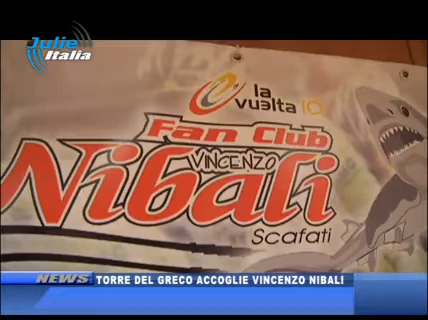 Julie
Italia
la
vuelta 10
Fan Club
VINCENZO
Nibali
Scafati
NEWS TORRE DEL GRECO ACCOGLIE VINCENZO NIBALI